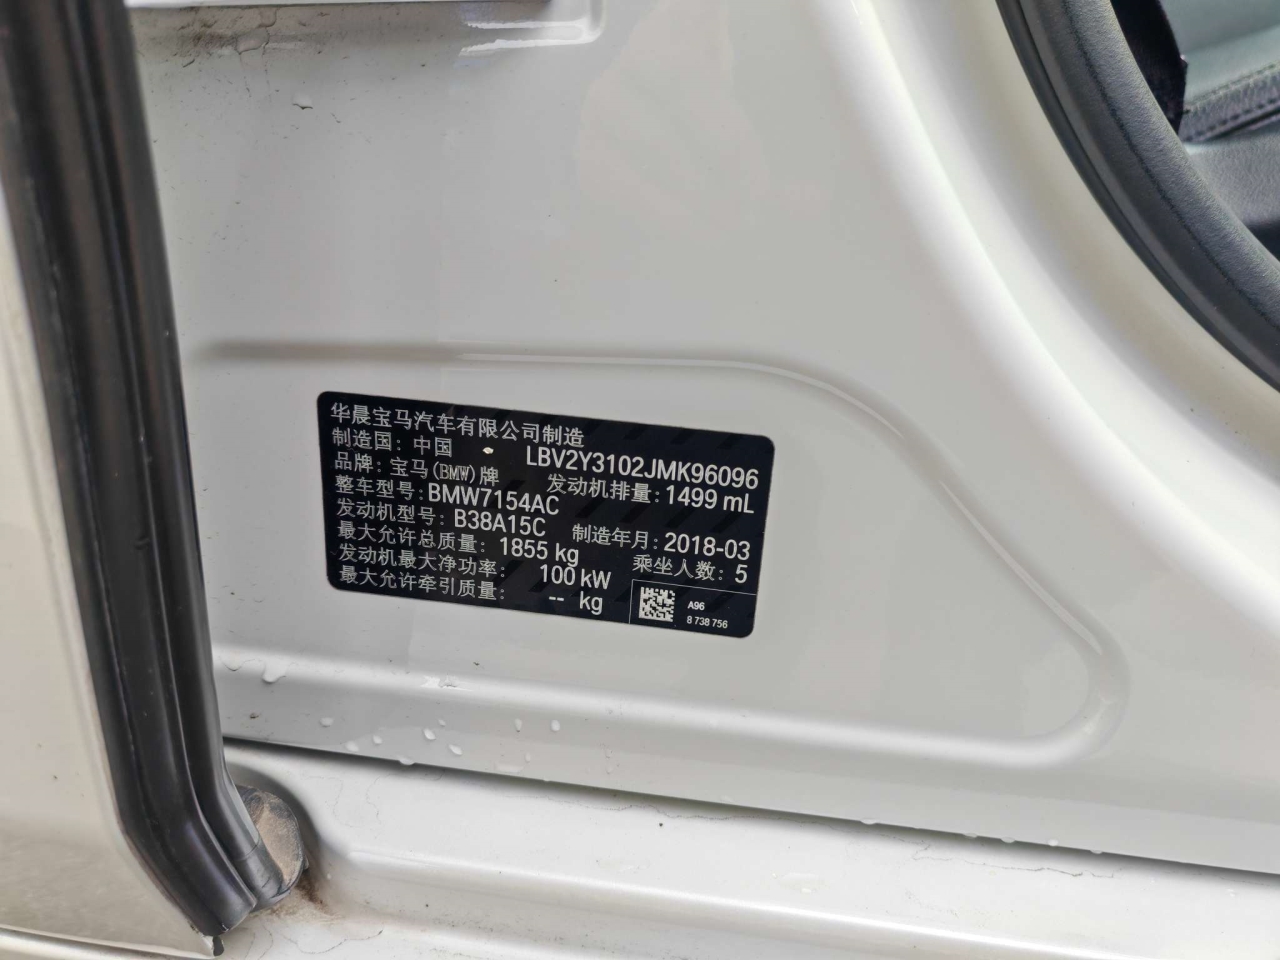 华晨宝马汽车有限公司制造
制造国: 中国 LBV2Y3102JMK96096
品牌: 宝马(BMW)牌 发动机排量: 1499 mL
整车型号: BMW7154AC
发动机型号: B38A15C 制造年月: 2018-03
最大允许总质量: 1855 kg 乘坐人数: 5
发动机最大净功率: 100 kW
最大允许牵引质量: -- kg
A96
8 738 756